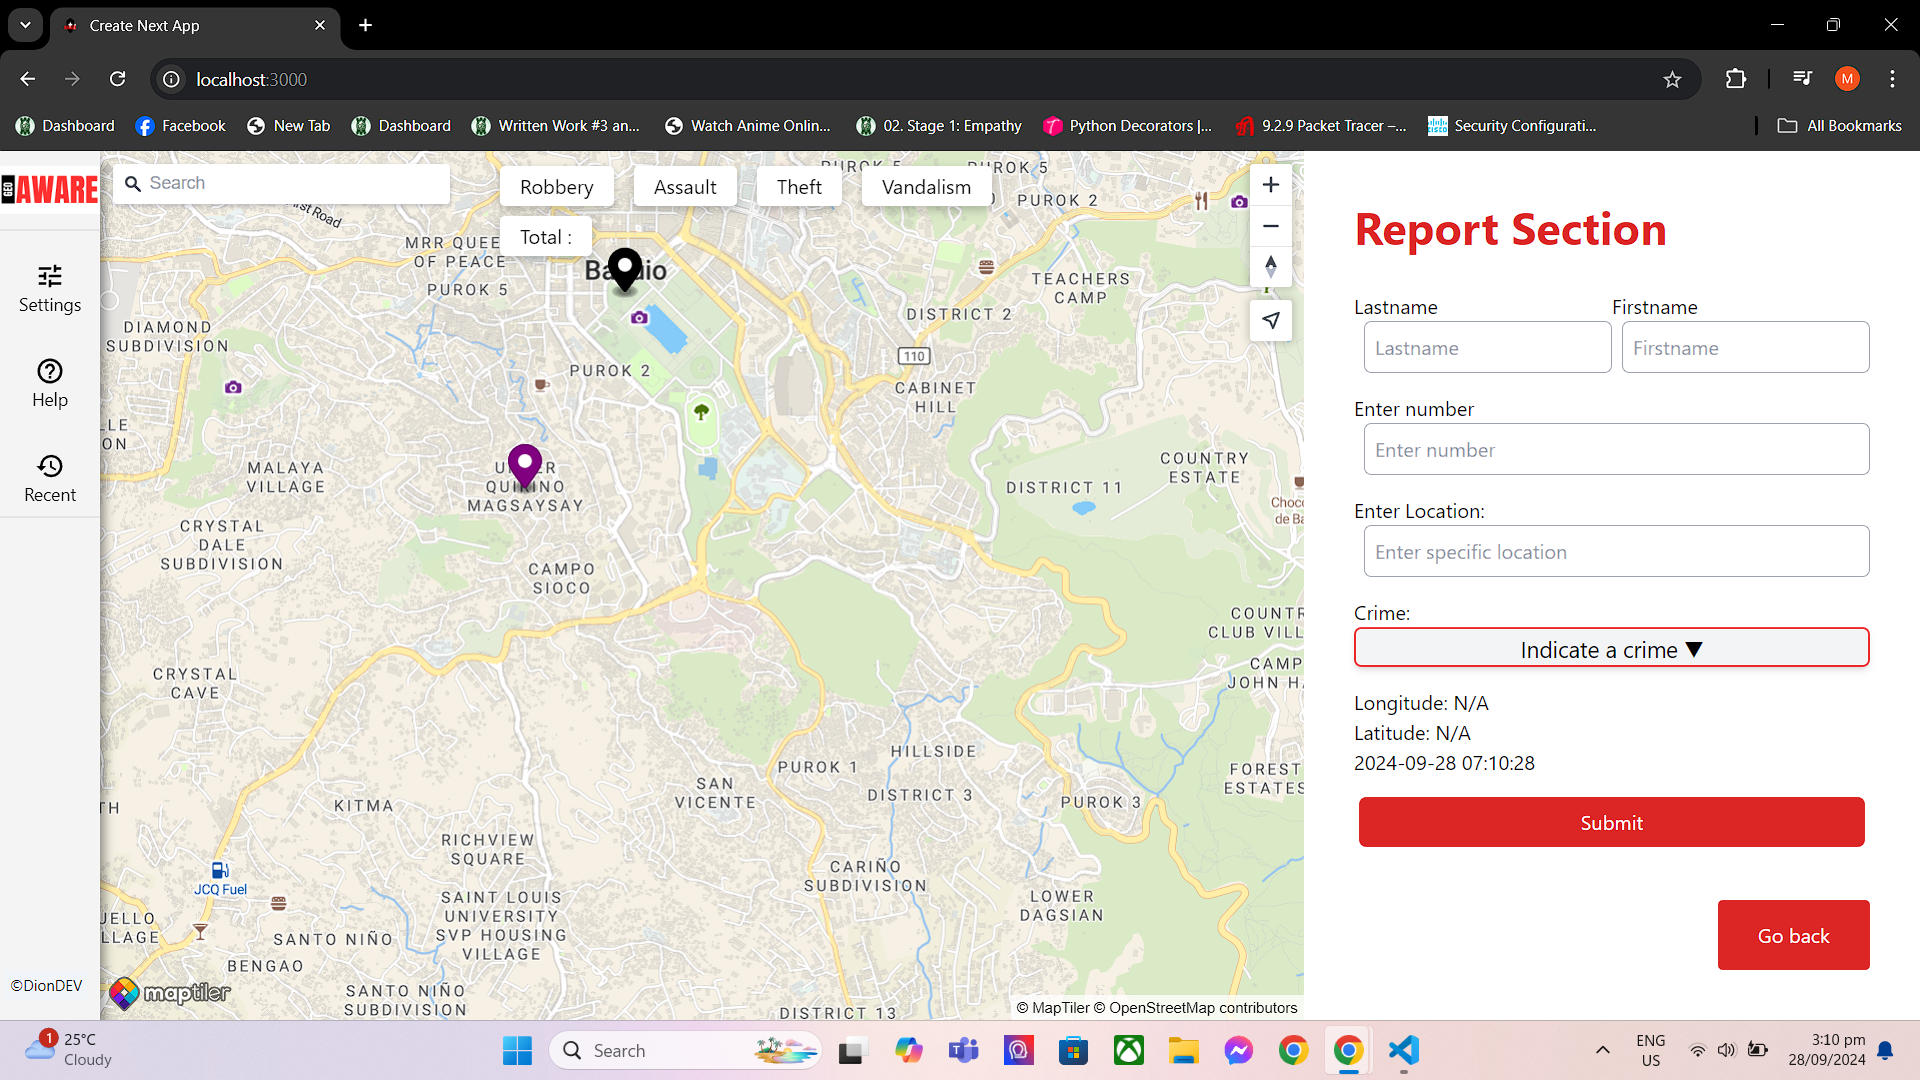 Create Next App
localhost:3000
Dashboard
Facebook
New Tab
Dashboard
Written Work #3 an...
Watch Anime Onlin...
02. Stage 1: Empathy
Python Decorators |...
9.2.9 Packet Tracer –...
Security Configurati...
All Bookmarks
M
GEO AWARE
Settings
Help
Recent
©DionDEV
Search
Robbery
Assault
Theft
Vandalism
Total :
First Road
PUROK 5
PUROK 5
PUROK 2
MRR QUEE
OF PEACE
PUROK 5
TEACHERS
CAMP
DISTRICT 2
DIAMOND
SUBDIVISION
110
PUROK 2
CABINET
HILL
MALAYA
VILLAGE
QUIRINO
MAGSAYSAY
COUNTRY
ESTATE
DISTRICT 11
Choco
de Ba
CRYSTAL
DALE
SUBDIVISION
CAMPO
SIOCO
COUNTR
CLUB VILL
CRYSTAL
CAVE
CAMP
JOHN HA
HILLSIDE
PUROK 1
SAN
VICENTE
DISTRICT 3
FOREST
ESTATES
PUROK 3
KITMA
RICHVIEW
SQUARE
CARIÑO
SUBDIVISION
JCQ Fuel
SAINT LOUIS
UNIVERSITY
SVP HOUSING
VILLAGE
LOWER
DAGSIAN
SANTO NIÑO
BENGAO
SANTO NIÑO
SUBDIVISION
DISTRICT 13
maptiler
© MapTiler © OpenStreetMap contributors
Report Section
Lastname
Firstname
Lastname
Firstname
Enter number
Enter number
Enter Location:
Enter specific location
Crime:
Indicate a crime ▼
Longitude: N/A
Latitude: N/A
2024-09-28 07:10:28
Submit
Go back
1
25°C
Cloudy
Search
ENG
US
3:10 pm
28/09/2024